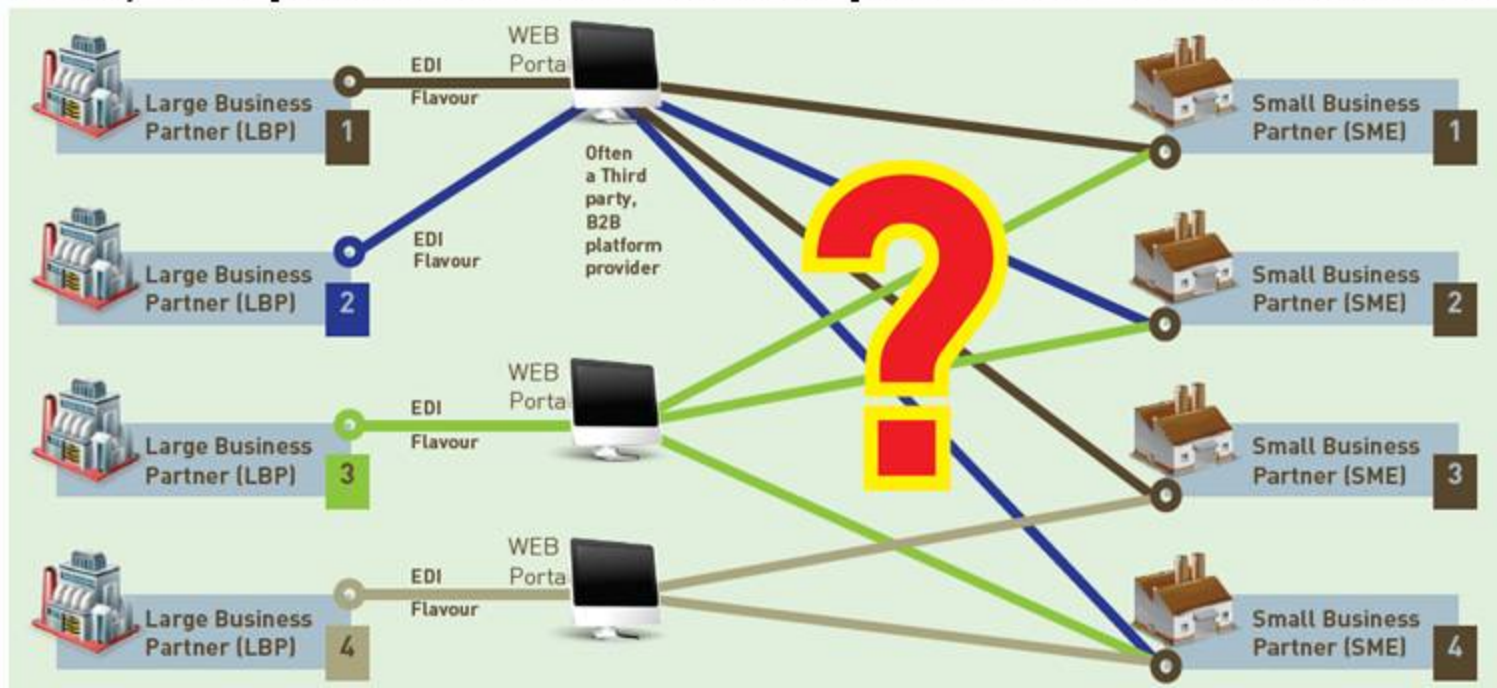 WEB
Porta
EDI
Flavour
Large Business
Partner (LBP)
1
Often
a Third
party,
B2B
platform
provider
Small Business
Partner (SME)
1
EDI
Flavour
Large Business
Partner (LBP)
2
?
Small Business
Partner (SME)
2
WEB
Porta
EDI
Flavour
Large Business
Partner (LBP)
3
Small Business
Partner (SME)
3
WEB
Porta
EDI
Flavour
Large Business
Partner (LBP)
4
Small Business
Partner (SME)
4